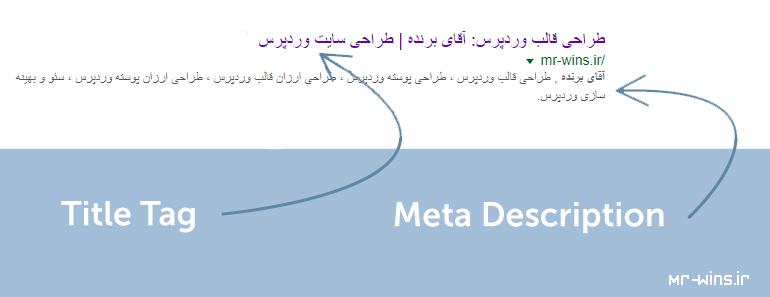 طراحی قالب وردپرس: آقای برنده | طراحی سایت وردپرس
mr-wins.ir/
آقای برنده , طراحی قالب وردپرس ، طراحی پوسته وردپرس ، طراحی ارزان قالب وردپرس ، طراحی ارزان پوسته وردپرس ، سئو و بهینه
سازی وردپرس.
Title Tag
Meta Description
mr-wins.ir